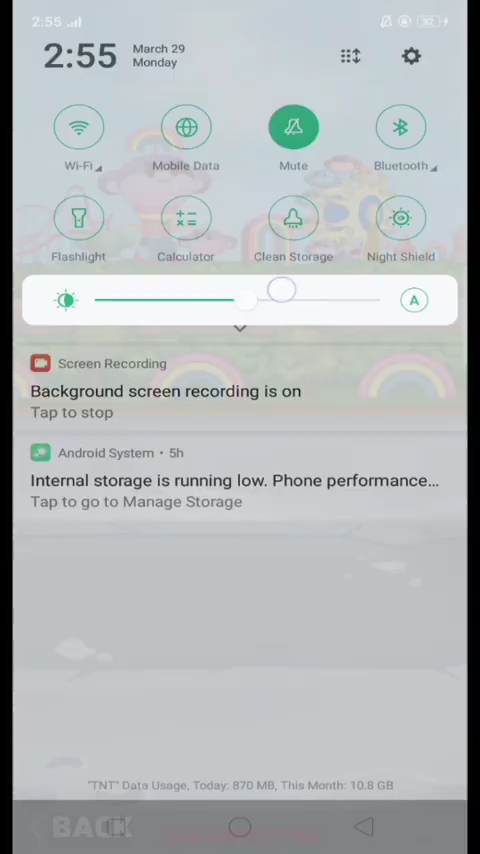 2:55
32
2:55
March 29
Monday
Wi-Fi
Mobile Data
Mute
Bluetooth
Flashlight
Calculator
Clean Storage
Night Shield
A
Screen Recording
Background screen recording is on
Tap to stop
Android System • 5h
Internal storage is running low. Phone performance...
Tap to go to Manage Storage
"TNT" Data Usage, Today: 870 MB, This Month: 10.8 GB
BACK